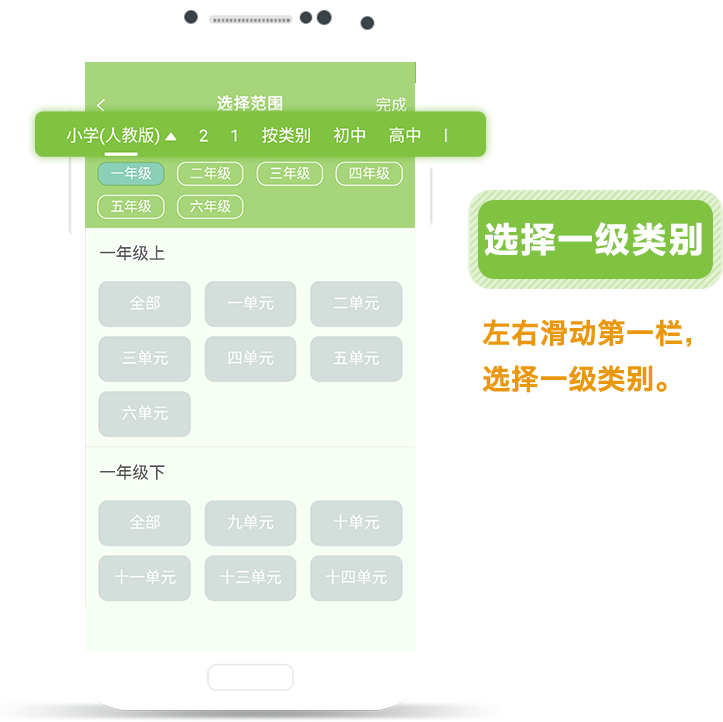 选择范围 完成
小学(人教版) 2 1 按类别 初中 高中
一年级 二年级 三年级 四年级
五年级 六年级
一年级上
全部 一单元 二单元
三单元 四单元 五单元
六单元
一年级下
全部 九单元 十单元
十一单元 十三单元 十四单元
选择一级类别
左右滑动第一栏，
选择一级类别。